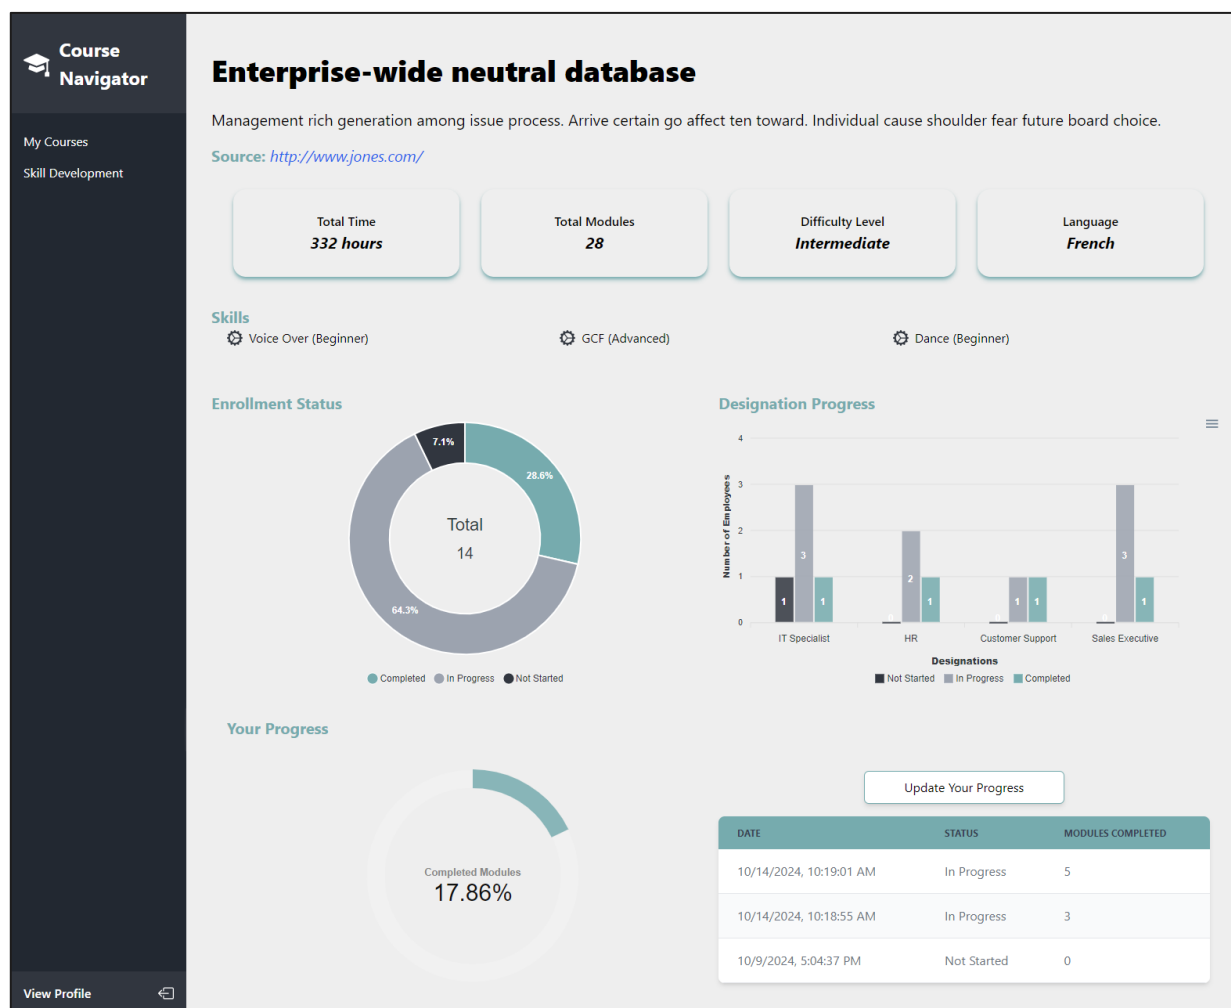 Course
Navigator
My Courses
Skill Development
View Profile
Enterprise-wide neutral database
Management rich generation among issue process. Arrive certain go affect ten toward. Individual cause shoulder fear future board choice.
Source: http://www.jones.com/
Total Time
332 hours
Total Modules
28
Difficulty Level
Intermediate
Language
French
Skills
Voice Over (Beginner)
GCF (Advanced)
Dance (Beginner)
Enrollment Status
7.1%
28.6%
Total
14
64.3%
Completed In Progress Not Started
Designation Progress
Number of Employees
4
3
2
1
0
1 3 1
0 2 1
0 1 1
0 3 1
IT Specialist HR Customer Support Sales Executive
Designations
Not Started In Progress Completed
Your Progress
Completed Modules
17.86%
Update Your Progress
DATE STATUS MODULES COMPLETED
10/14/2024, 10:19:01 AM In Progress 5
10/14/2024, 10:18:55 AM In Progress 3
10/9/2024, 5:04:37 PM Not Started 0